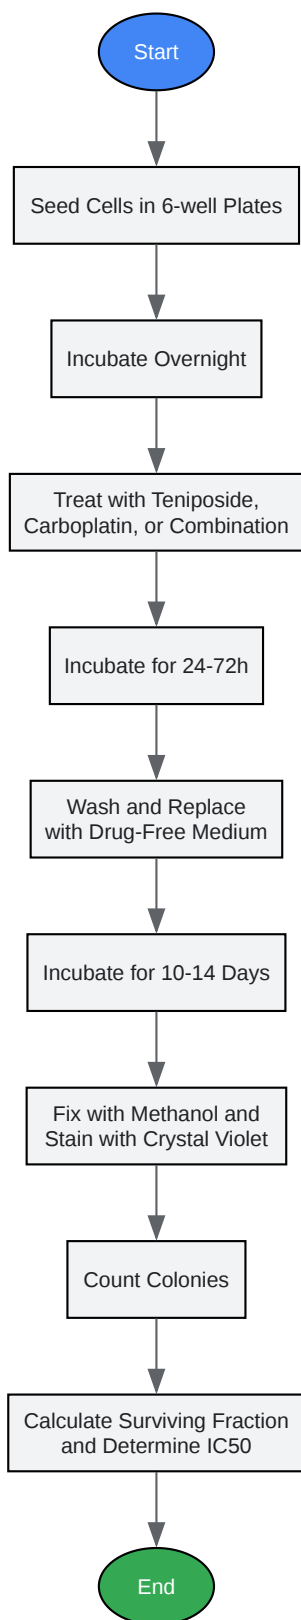 Start
Seed Cells in 6-well Plates
Incubate Overnight
Treat with Teniposide,
Carboplatin, or Combination
Incubate for 24-72h
Wash and Replace
with Drug-Free Medium
Incubate for 10-14 Days
Fix with Methanol and
Stain with Crystal Violet
Count Colonies
Calculate Surviving Fraction
and Determine IC50
End